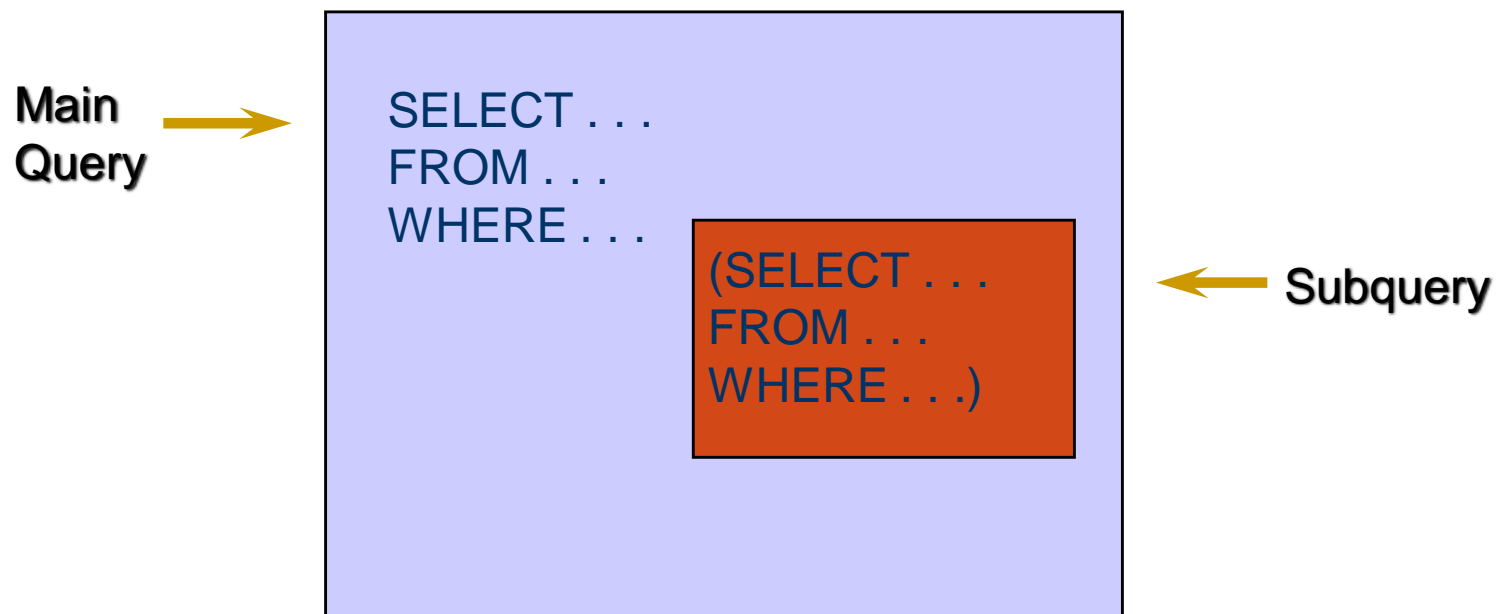 Main
Query
SELECT . . .
FROM . . .
WHERE . . .
(SELECT . . .
FROM . . .
WHERE . . .)
Subquery